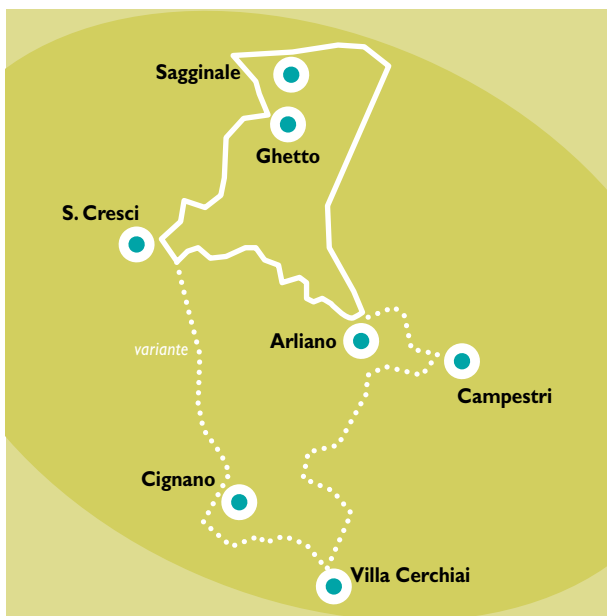 Sagginale
Ghetto
S. Cresci
Arliano
variante
Campestri
Cignano
Villa Cerchiai